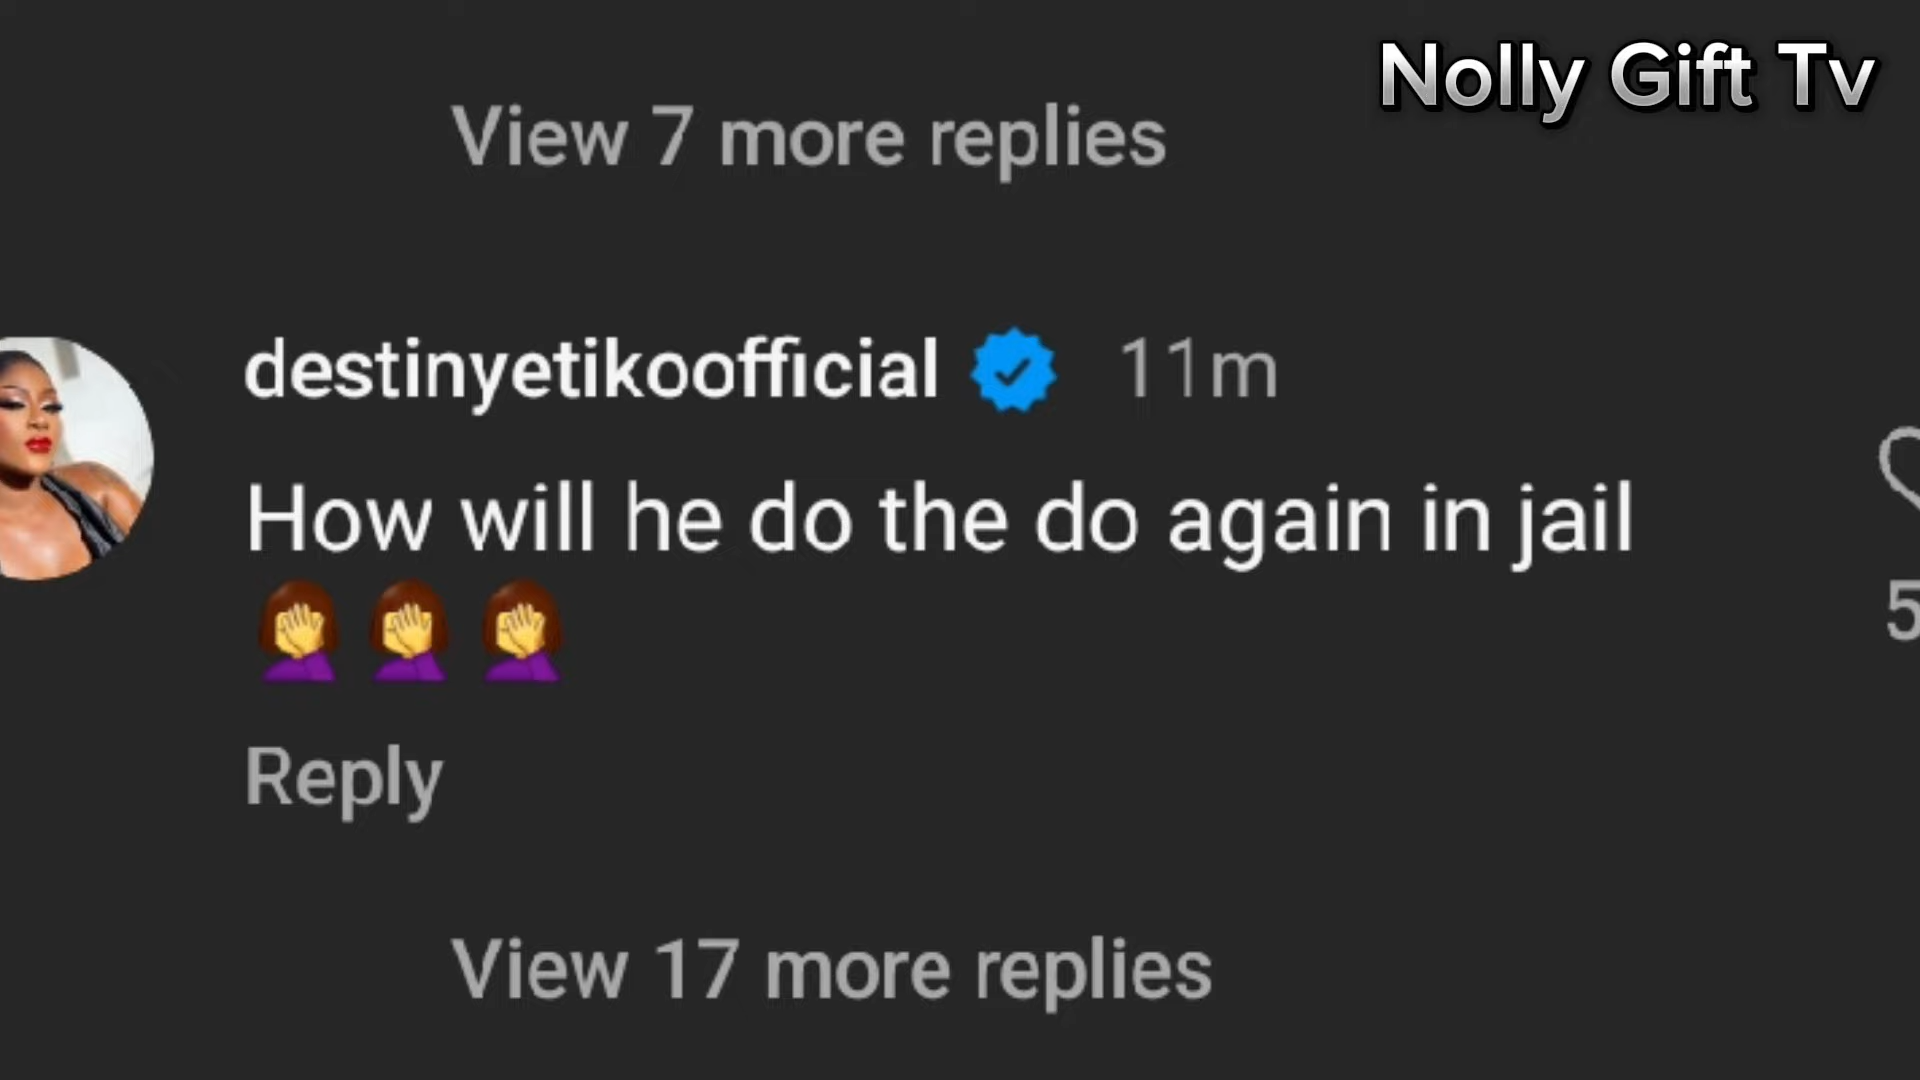 Nolly Gift Tv
View 7 more replies
destinyetikoofficial 11m
How will he do the do again in jail
🤦‍♀️ 🤦‍♀️ 🤦‍♀️
5
Reply
View 17 more replies